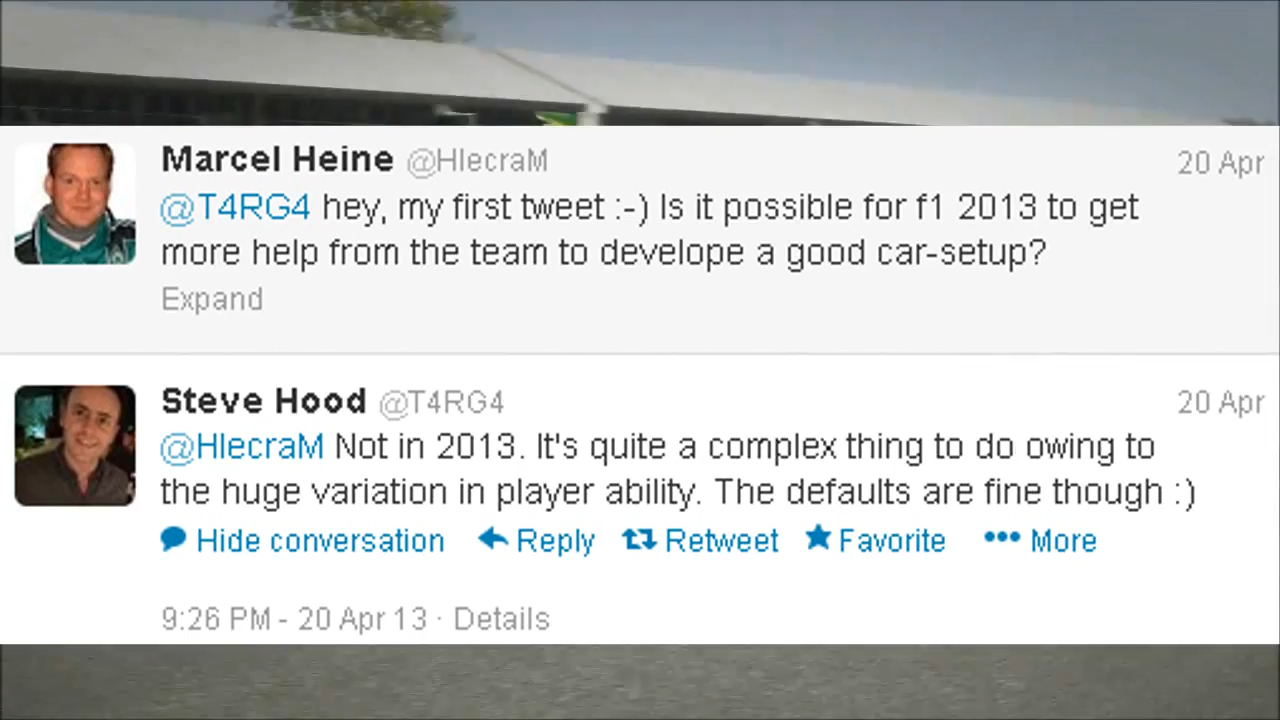 Marcel Heine @HlecraM 20 Apr
@T4RG4 hey, my first tweet :-) Is it possible for f1 2013 to get
more help from the team to develope a good car-setup?
Expand
Steve Hood @T4RG4 20 Apr
@HlecraM Not in 2013. It's quite a complex thing to do owing to
the huge variation in player ability. The defaults are fine though :)
Hide conversation Reply Retweet Favorite More
9:26 PM - 20 Apr 13 · Details